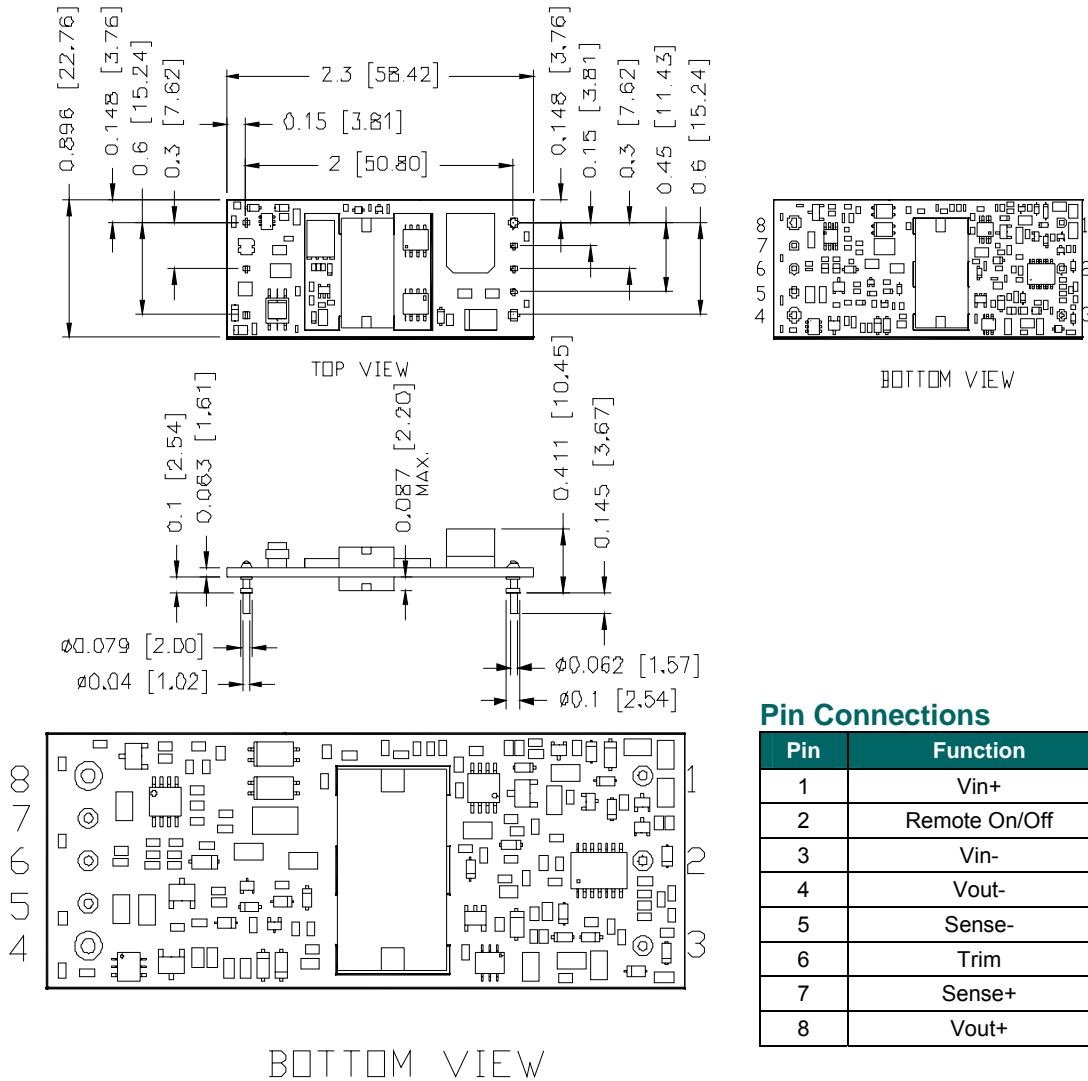 0.896 [22.76]
0.148 [3.76]
0.6 [15.24]
0.3 [7.62]
2.3 [58.42]
0.15 [3.81]
2 [50.80]
0.148 [3.76]
0.15 [3.81]
0.3 [7.62]
0.45 [11.43]
0.6 [15.24]
TOP VIEW
8
7
6
5
4
1
2
3
BOTTOM VIEW
0.1 [2.54]
0.063 [1.61]
0.087 [2.20]
MAX.
0.411 [10.45]
0.145 [3.67]
ø0.079 [2.00]
ø0.04 [1.02]
ø0.062 [1.57]
ø0.1 [2.54]
8
7
6
5
4
1
2
3
BOTTOM VIEW
Pin Connections
Pin Function
1 Vin+
2 Remote On/Off
3 Vin-
4 Vout-
5 Sense-
6 Trim
7 Sense+
8 Vout+